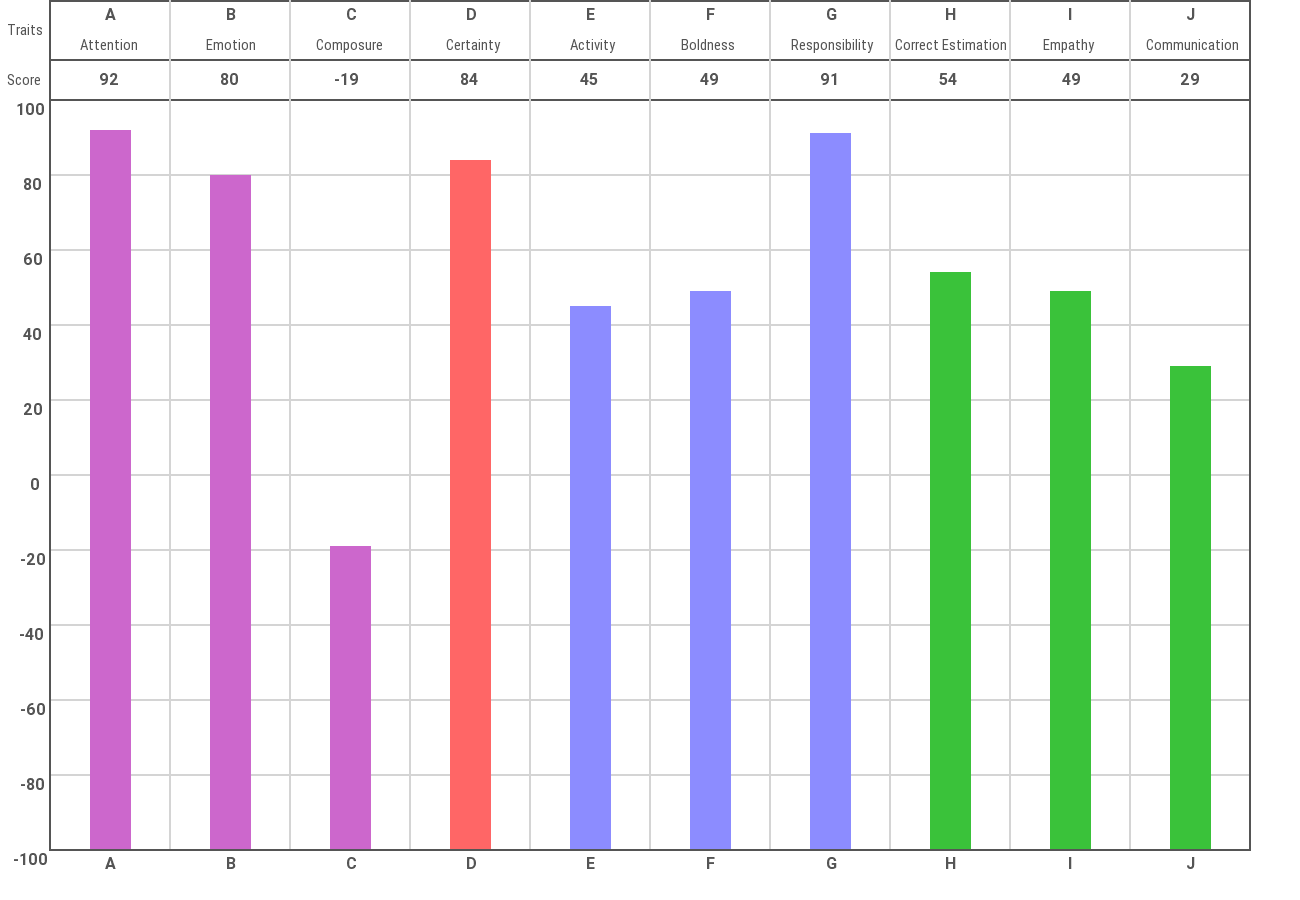 Traits
A B C D E F G H I J
Attention Emotion Composure Certainty Activity Boldness Responsibility Correct Estimation Empathy Communication
Score 92 80 -19 84 45 49 91 54 49 29
100
80
60
40
20
0
-20
-40
-60
-80
-100
A B C D E F G H I J